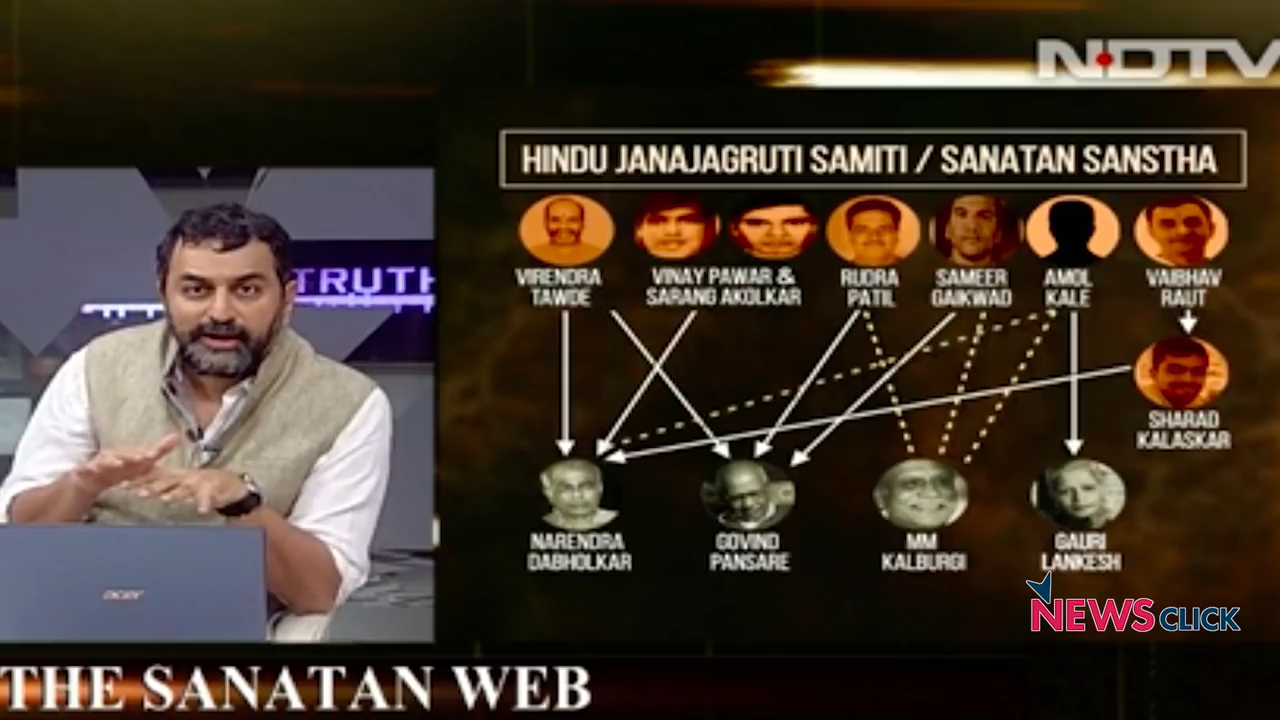 NDTV
HINDU JANAJAGRUTI SAMITI / SANATAN SANSTHA
VIRENDRA
TAWDE
VINAY PAWAR &
SARANG AKOLKAR
RUDRA
PATIL
SAMEER
GAIKWAD
AMOL
KALE
VAIBHAV
RAUT
TRUTH
SHARAD
KALASKAR
NARENDRA
DABHOLKAR
GOVIND
PANSARE
MM
KALBURGI
GAURI
LANKESH
acer
NEWSCLICK
THE SANATAN WEB